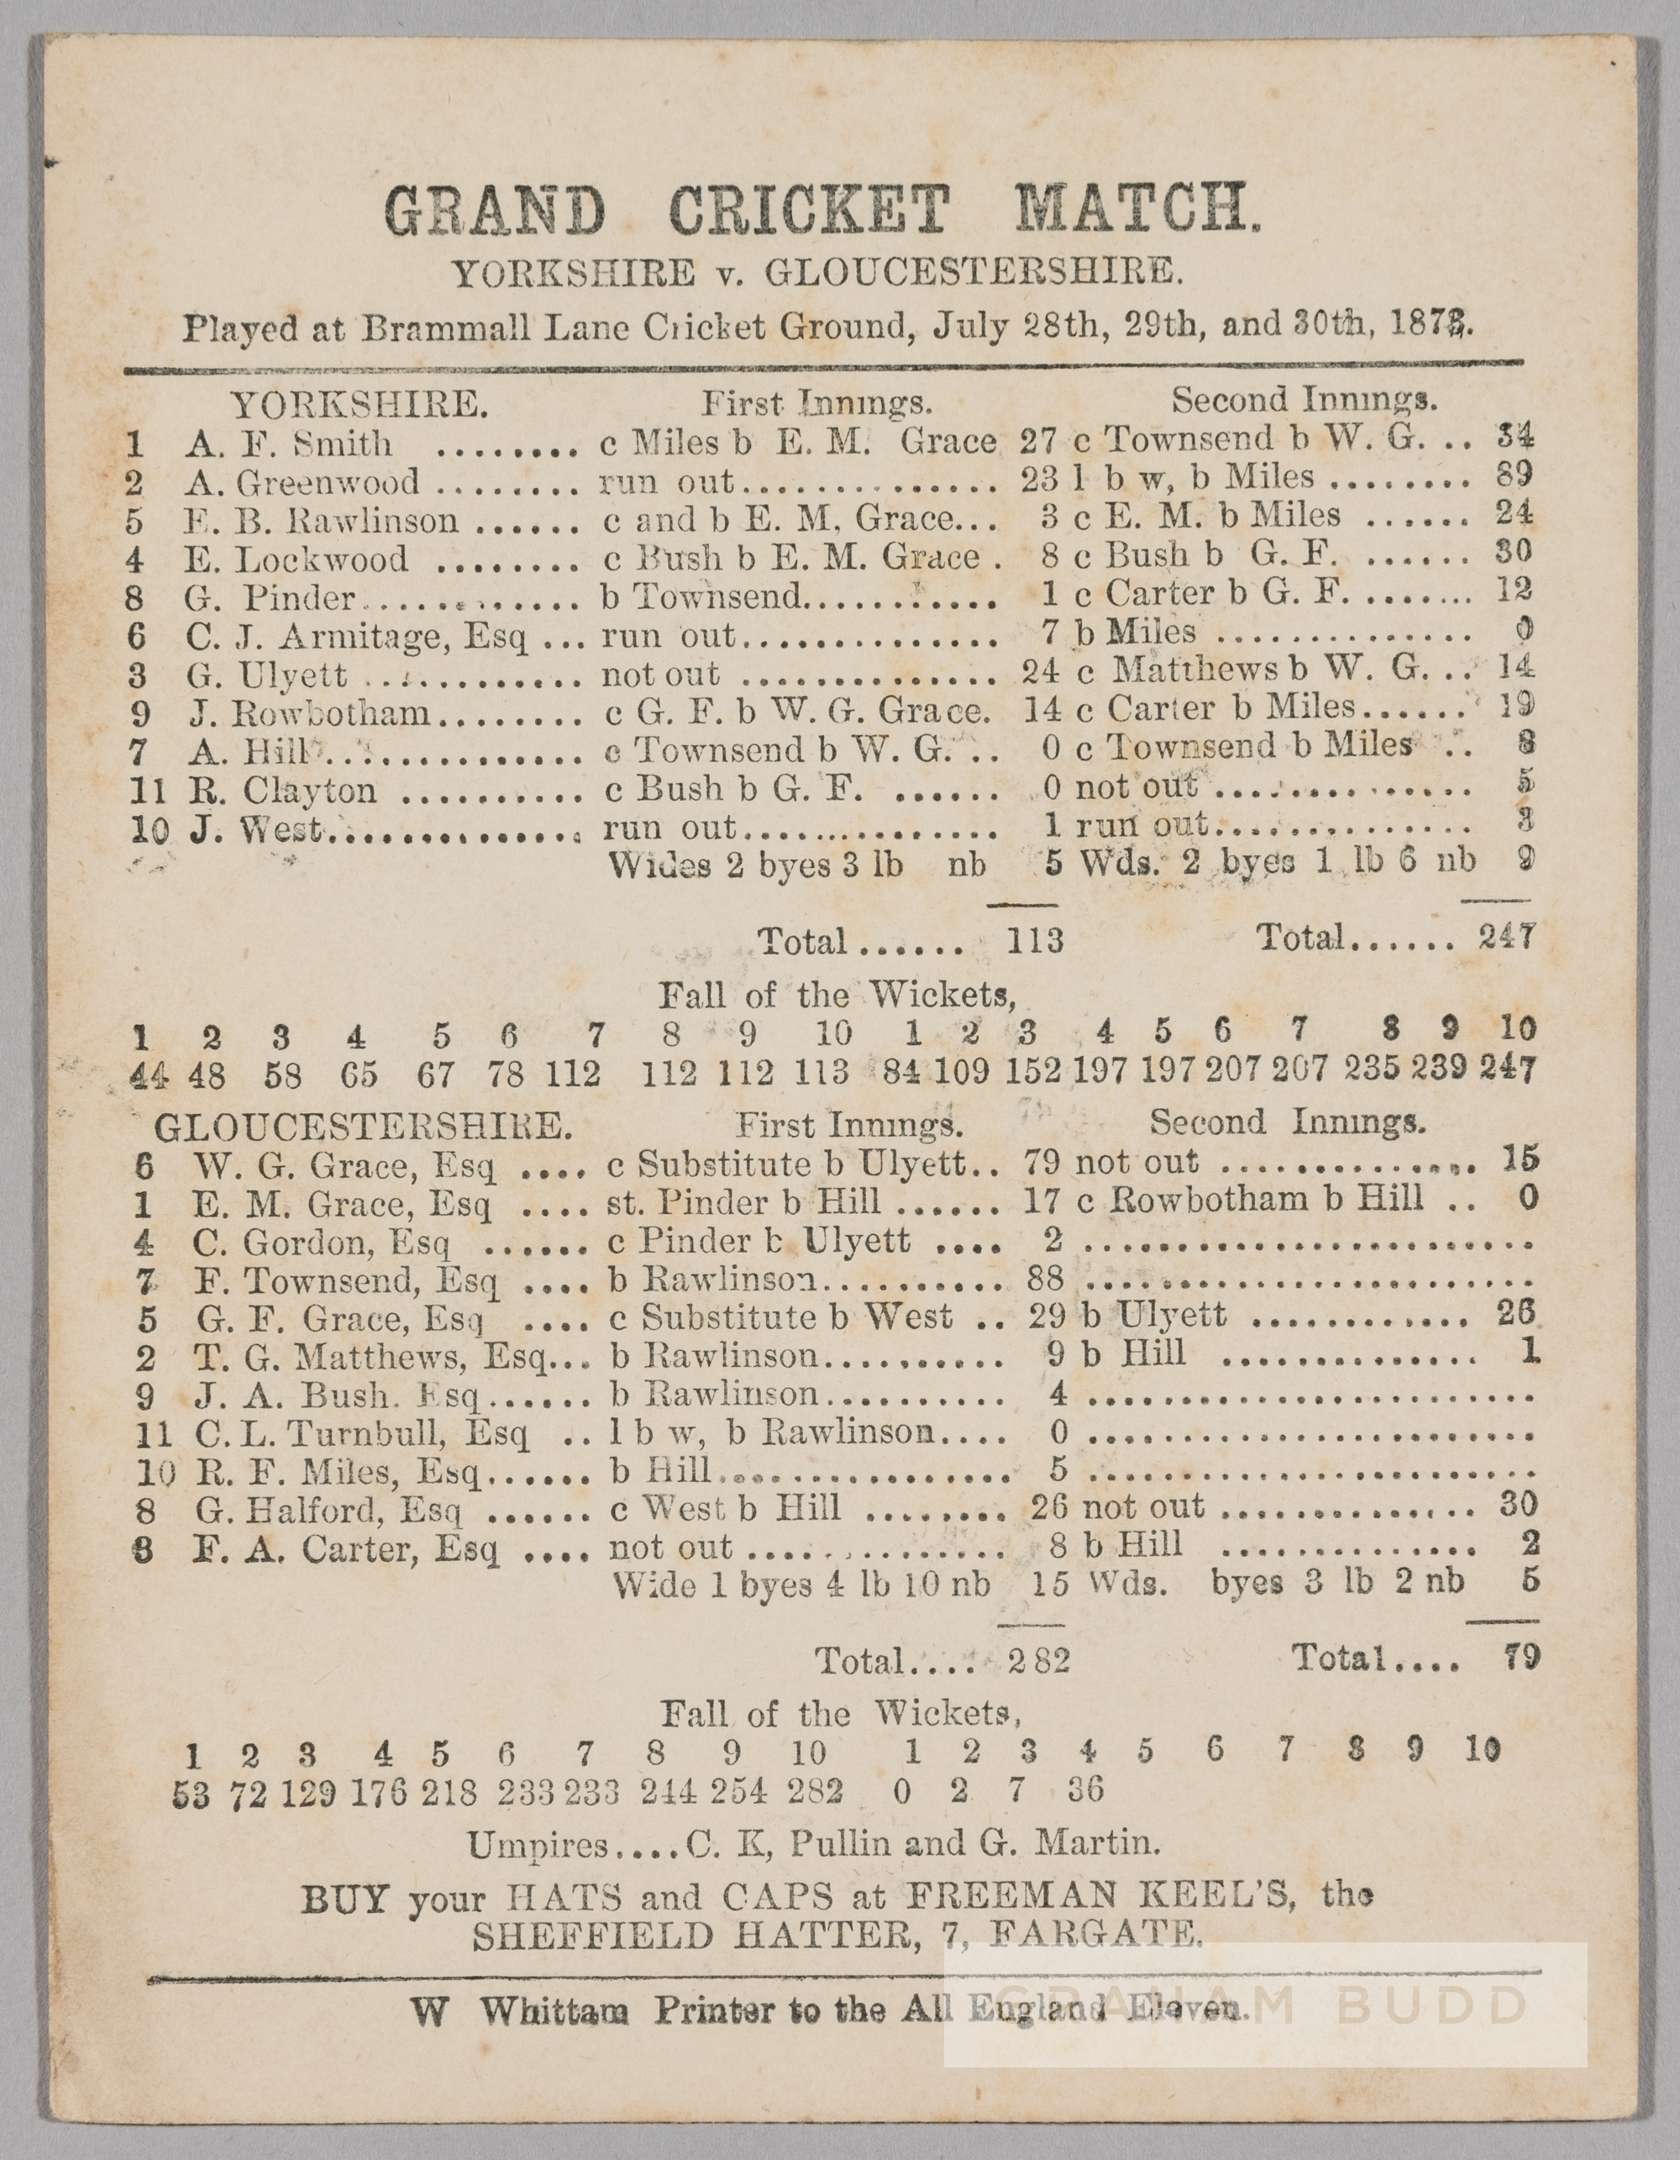 GRAND CRICKET MATCH.
YORKSHIRE v. GLOUCESTERSHIRE.
Played at Brammall Lane Cricket Ground, July 28th, 29th, and 30th, 1873.
YORKSHIRE. First Innings. Second Innings.
1 A. F. Smith ........ c Miles b E. M. Grace 27 c Townsend b W. G. .. 34
2 A. Greenwood ........ run out.............. 23 l b w, b Miles ........ 89
5 E. B. Rawlinson ...... c and b E. M. Grace... 3 c E. M. b Miles ...... 24
4 E. Lockwood ........ c Bush b E. M. Grace . 8 c Bush b G. F. ...... 30
8 G. Pinder............ b Townsend........... 1 c Carter b G. F. ....... 12
6 C. J. Armitage, Esq ... run out.............. 7 b Miles .............. 0
3 G. Ulyett ............ not out .............. 24 c Matthews b W. G. .. 14
9 J. Rowbotham........ c G. F. b W. G. Grace. 14 c Carter b Miles...... 19
7 A. Hill.............. c Townsend b W. G. .. 0 c Townsend b Miles .. 8
11 R. Clayton .......... c Bush b G. F. ...... 0 not out .............. 5
10 J. West.............. run out.............. 1 run out.............. 3
Wides 2 byes 3 lb nb 5 Wds. 2 byes 1 lb 6 nb 9
Total...... 113 Total...... 247
Fall of the Wickets,
1 2 3 4 5 6 7 8 9 10 1 2 3 4 5 6 7 8 9 10
44 48 58 65 67 78 112 112 112 113 84 109 152 197 197 207 207 235 239 247
GLOUCESTERSHIRE. First Innings. Second Innings.
6 W. G. Grace, Esq .... c Substitute b Ulyett.. 79 not out .............. 15
1 E. M. Grace, Esq .... st. Pinder b Hill ...... 17 c Rowbotham b Hill .. 0
4 C. Gordon, Esq ...... c Pinder b Ulyett .... 2 ........................
7 F. Townsend, Esq .... b Rawlinson.......... 88 ........................
5 G. F. Grace, Esq .... c Substitute b West .. 29 b Ulyett ............ 26
2 T. G. Matthews, Esq... b Rawlinson.......... 9 b Hill .............. 1
9 J. A. Bush. Esq...... b Rawlinson.......... 4 ........................
11 C. L. Turnbull, Esq .. l b w, b Rawlinson.... 0 ........................
10 R. F. Miles, Esq...... b Hill................ 5 ........................
8 G. Halford, Esq ...... c West b Hill ........ 26 not out .............. 30
3 F. A. Carter, Esq .... not out .............. 8 b Hill .............. 2
Wide 1 byes 4 lb 10 nb 15 Wds. byes 3 lb 2 nb 5
Total.... 282 Total.... 79
Fall of the Wickets,
1 2 3 4 5 6 7 8 9 10 1 2 3 4 5 6 7 8 9 10
53 72 129 176 218 233 233 244 254 282 0 2 7 36
Umpires....C. K, Pullin and G. Martin.
BUY your HATS and CAPS at FREEMAN KEEL'S, the
SHEFFIELD HATTER, 7, FARGATE.
W Whittam Printer to the All England Eleven.
GRAHAM BUDD